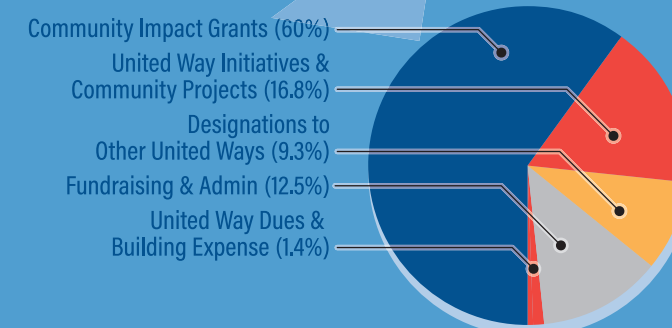 Community Impact Grants (60%)
United Way Initiatives &
Community Projects (16.8%)
Designations to
Other United Ways (9.3%)
Fundraising & Admin (12.5%)
United Way Dues &
Building Expense (1.4%)